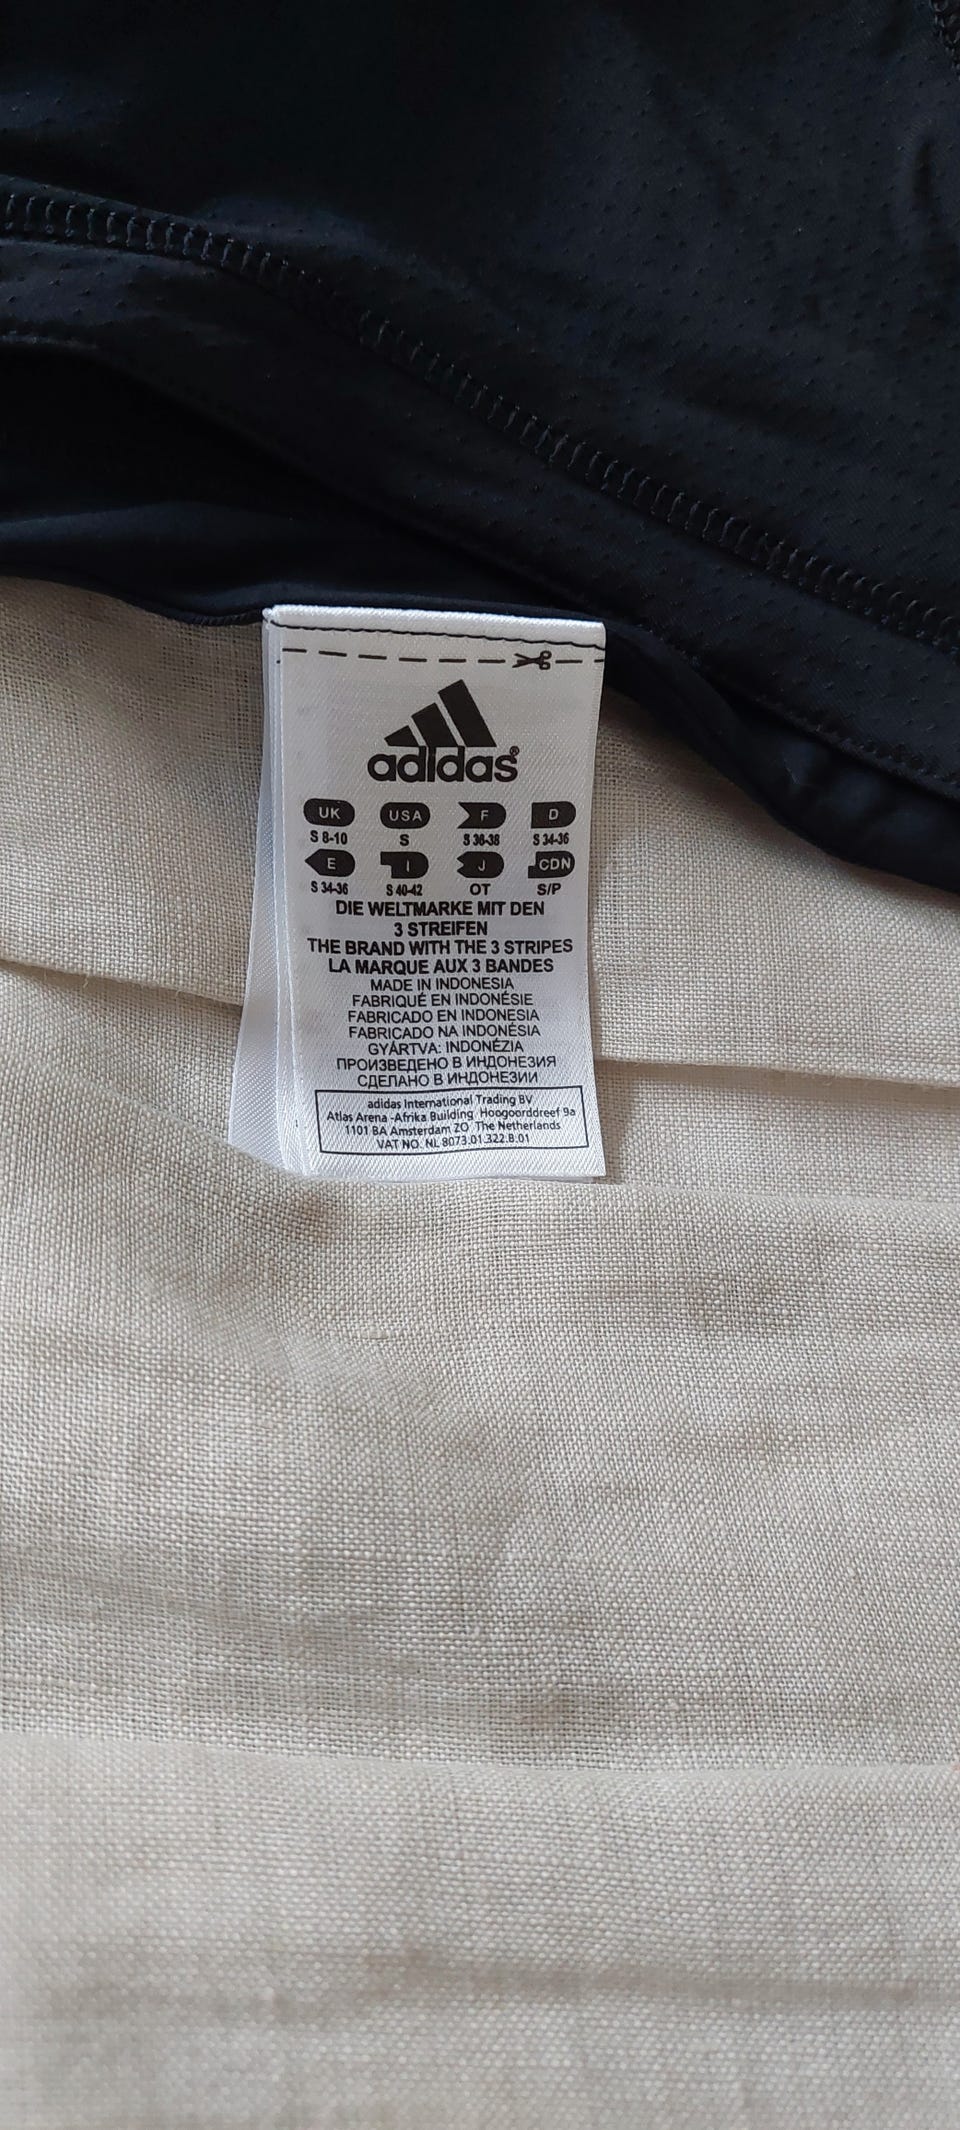 adidas®
UK USA F D
S 8-10 S S 36-38 S 34-36
E I J CDN
S 34-36 S 40-42 OT S/P
DIE WELTMARKE MIT DEN
3 STREIFEN
THE BRAND WITH THE 3 STRIPES
LA MARQUE AUX 3 BANDES
MADE IN INDONESIA
FABRIQUÉ EN INDONÉSIE
FABRICADO EN INDONESIA
FABRICADO NA INDONÉSIA
GYÁRTVA: INDONÉZIA
ПРОИЗВЕДЕНО В ИНДОНЕЗИЯ
СДЕЛАНО В ИНДОНЕЗИИ
adidas International Trading BV
Atlas Arena -Afrika Building Hoogoorddreef 9a
1101 BA Amsterdam ZO The Netherlands
VAT NO. NL 8073.01.322.B.01